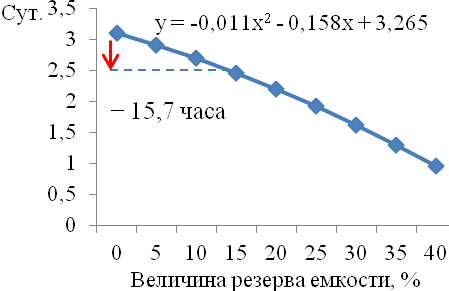 Сут.
3,5
y = -0,011x² - 0,158x + 3,265
3
2,5
2
− 15,7 часа
1,5
1
0,5
0
0 5 10 15 20 25 30 35 40
Величина резерва емкости, %